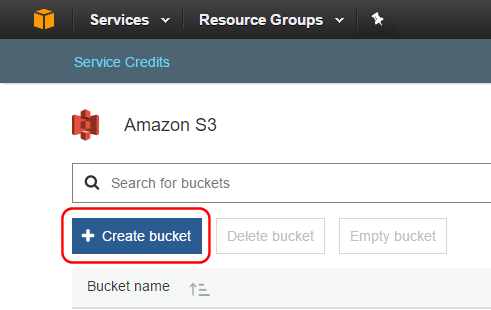 Services Resource Groups
Service Credits
Amazon S3
Search for buckets
Create bucket Delete bucket Empty bucket
Bucket name